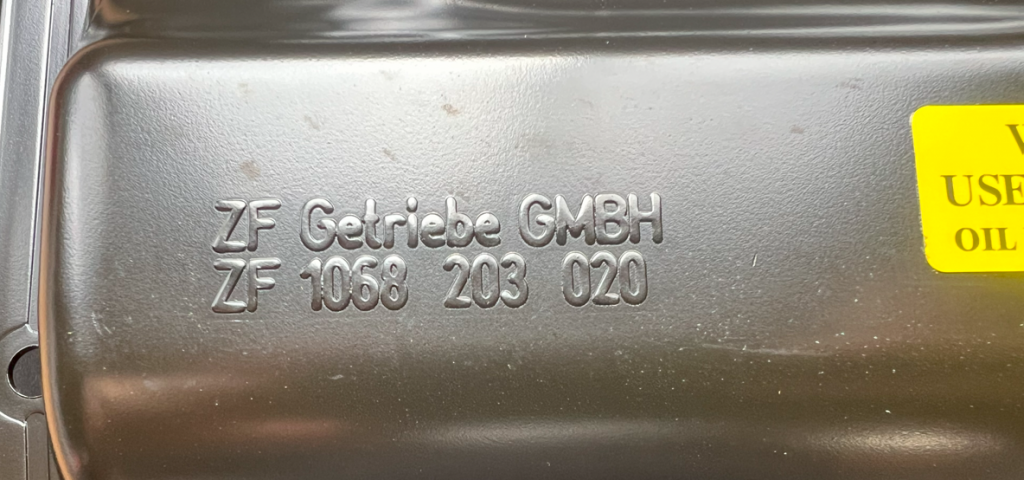 ZF Getriebe GMBH
ZF 1068 203 020
USE
OIL